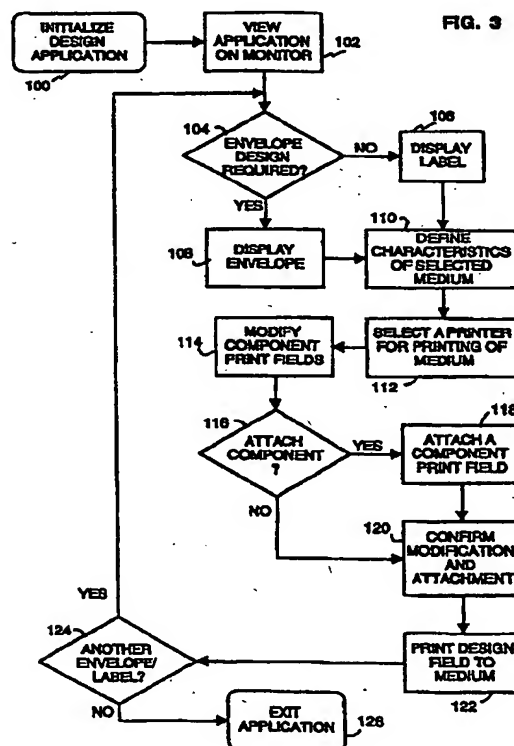 FIG. 3
INITIALIZE
DESIGN
APPLICATION
100
VIEW
APPLICATION
ON MONITOR
102
104
ENVELOPE
DESIGN
REQUIRED?
NO
YES
106
DISPLAY
LABEL
108
DISPLAY
ENVELOPE
110
DEFINE
CHARACTERISTICS
OF SELECTED
MEDIUM
114
MODIFY
COMPONENT
PRINT FIELDS
SELECT A PRINTER
FOR PRINTING OF
MEDIUM
112
116
ATTACH
COMPONENT
?
YES
NO
118
ATTACH A
COMPONENT
PRINT FIELD
120
CONFIRM
MODIFICATION
AND
ATTACHMENT
YES
124
ANOTHER
ENVELOPE/
LABEL?
NO
PRINT DESIGN
FIELD TO
MEDIUM
122
EXIT
APPLICATION
126